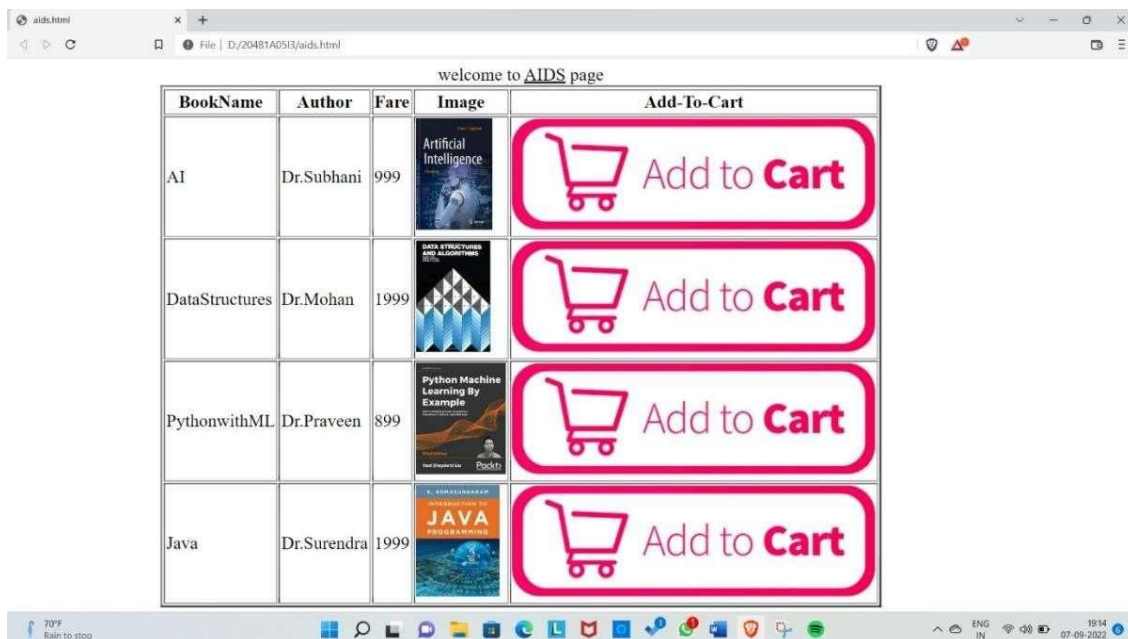 aids.html
File | D:/20481A05I3/aids.html
welcome to AIDS page
BookName Author Fare Image Add-To-Cart
AI Dr.Subhani 999
Artificial
Intelligence
Add to Cart
DataStructures Dr.Mohan 1999
DATA STRUCTURES
AND ALGORITHMS
Add to Cart
PythonwithML Dr.Praveen 899
Python Machine
Learning By
Example
Packt
Add to Cart
Java Dr.Surendra 1999
K. SOMASUNDARAM
INTRODUCTION TO
JAVA
PROGRAMMING
Add to Cart
70°F
Rain to stop
ENG
IN
19:14
07-09-2022
6